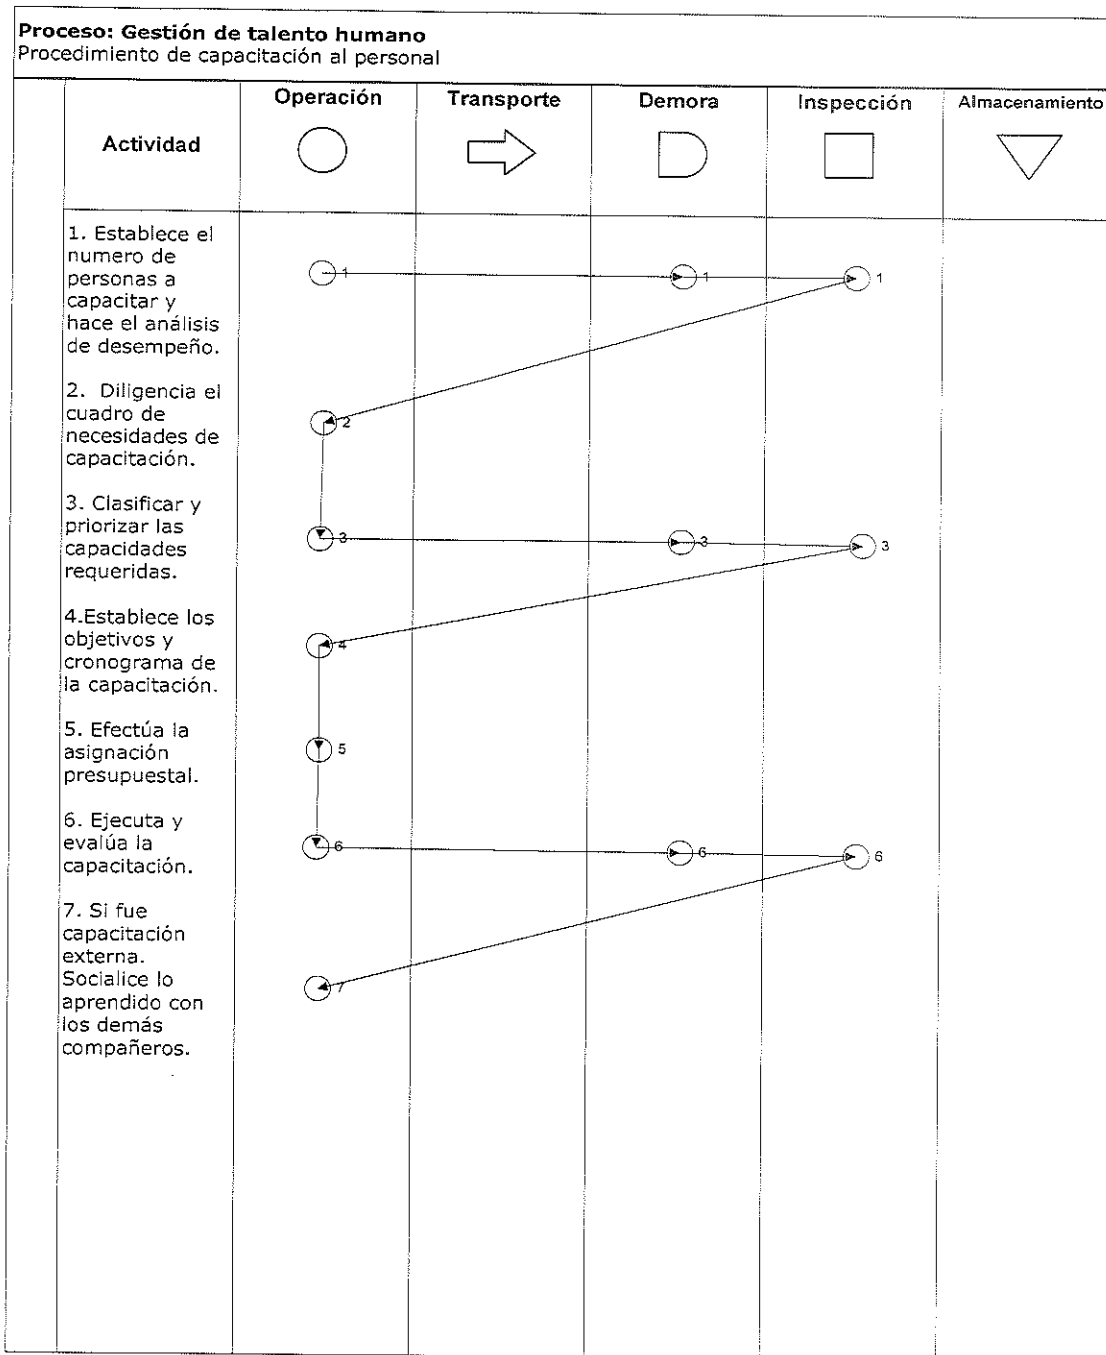 Proceso: Gestión de talento humano
Procedimiento de capacitación al personal
Actividad
Operación
Transporte
Demora
Inspección
Almacenamiento
1. Establece el
numero de
personas a
capacitar y
hace el análisis
de desempeño.
1
1
1
2. Diligencia el
cuadro de
necesidades de
capacitación.
2
3. Clasificar y
priorizar las
capacidades
requeridas.
3
3
3
4.Establece los
objetivos y
cronograma de
la capacitación.
4
5. Efectúa la
asignación
presupuestal.
5
6. Ejecuta y
evalúa la
capacitación.
6
6
6
7. Si fue
capacitación
externa.
Socialice lo
aprendido con
los demás
compañeros.
7